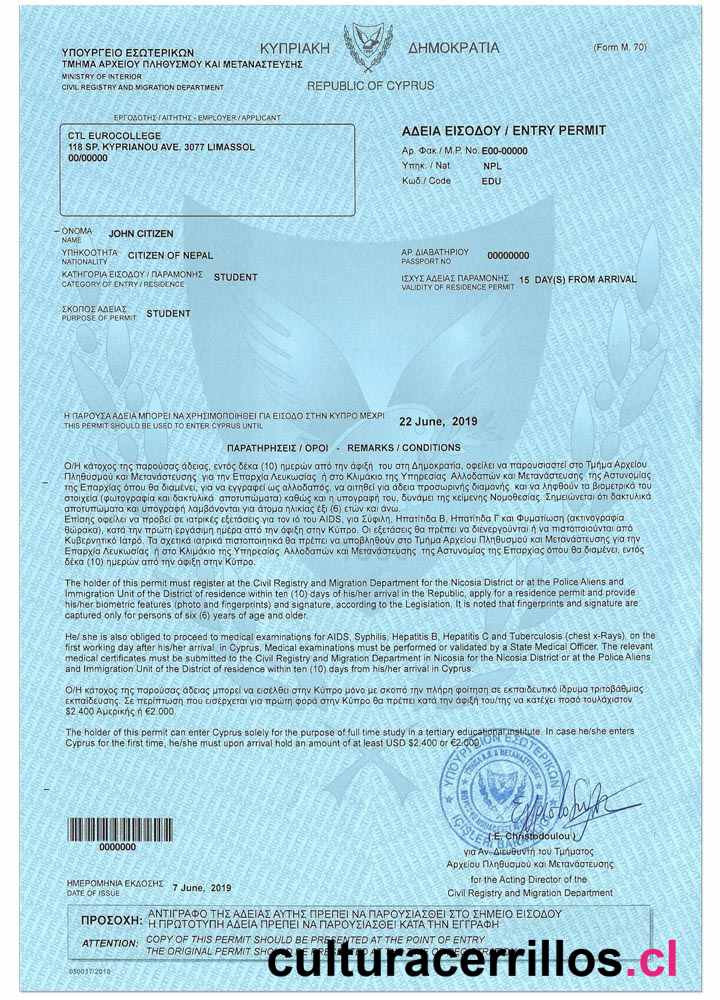 ΥΠΟΥΡΓΕΙΟ ΕΣΩΤΕΡΙΚΩΝ
ΤΜΗΜΑ ΑΡΧΕΙΟΥ ΠΛΗΘΥΣΜΟΥ ΚΑΙ ΜΕΤΑΝΑΣΤΕΥΣΗΣ
MINISTRY OF INTERIOR
CIVIL REGISTRY AND MIGRATION DEPARTMENT
ΚΥΠΡΙΑΚΗ ΔΗΜΟΚΡΑΤΙΑ
REPUBLIC OF CYPRUS
(Form M. 70)
ΕΡΓΟΔΟΤΗΣ / ΑΙΤΗΤΗΣ - EMPLOYER / APPLICANT
CTL EUROCOLLEGE
118 SP. KYPRIANOU AVE. 3077 LIMASSOL
00/00000
ΑΔΕΙΑ ΕΙΣΟΔΟΥ / ENTRY PERMIT
Αρ. Φακ / M.P. No. E00-00000
Υπηκ. / Nat NPL
Κωδ./ Code EDU
ΟΝΟΜΑ JOHN CITIZEN
NAME
ΥΠΗΚΟΟΤΗΤΑ CITIZEN OF NEPAL
NATIONALITY
ΑΡ ΔΙΑΒΑΤΗΡΙΟΥ 00000000
PASSPORT NO
ΚΑΤΗΓΟΡΙΑ ΕΙΣΟΔΟΥ / ΠΑΡΑΜΟΝΗΣ STUDENT
CATEGORY OF ENTRY / RESIDENCE
ΙΣΧΥΣ ΑΔΕΙΑΣ ΠΑΡΑΜΟΝΗΣ 15 DAY(S) FROM ARRIVAL
VALIDITY OF RESIDENCE PERMIT
ΣΚΟΠΟΣ ΑΔΕΙΑΣ STUDENT
PURPOSE OF PERMIT
Η ΠΑΡΟΥΣΑ ΑΔΕΙΑ ΜΠΟΡΕΙ ΝΑ ΧΡΗΣΙΜΟΠΟΙΗΘΕΙ ΓΙΑ ΕΙΣΟΔΟ ΣΤΗΝ ΚΥΠΡΟ ΜΕΧΡΙ 22 June, 2019
THIS PERMIT SHOULD BE USED TO ENTER CYPRUS UNTIL
ΠΑΡΑΤΗΡΗΣΕΙΣ / ΟΡΟΙ - REMARKS / CONDITIONS
Ο/Η κάτοχος της παρούσας άδειας, εντός δέκα (10) ημερών από την άφιξή του στη Δημοκρατία, οφείλει να παρουσιαστεί στο Τμήμα Αρχείου
Πληθυσμού και Μετανάστευσης για την Επαρχία Λευκωσίας ή στο Κλιμάκιο της Υπηρεσίας Αλλοδαπών και Μετανάστευσης της Αστυνομίας
της Επαρχίας όπου θα διαμένει, για να εγγραφεί ως αλλοδαπός, να αιτηθεί για άδεια προσωρινής διαμονής και να ληφθούν τα βιομετρικά του
στοιχεία (φωτογραφία και δακτυλικά αποτυπώματα) καθώς και η υπογραφή του, δυνάμει της κείμενης Νομοθεσίας. Σημειώνεται ότι δακτυλικά
αποτυπώματα και υπογραφή λαμβάνονται για άτομα ηλικίας έξι (6) ετών και άνω.
Επίσης οφείλει να προβεί σε ιατρικές εξετάσεις για τον ιό του AIDS, για Σύφιλη, Ηπατίτιδα Β, Ηπατίτιδα Γ και Φυματίωση (ακτινογραφία
θώρακα), κατά την πρώτη εργάσιμη ημέρα από την άφιξη στην Κύπρο. Οι εξετάσεις θα πρέπει να διενεργούνται ή να πιστοποιούνται από
Κυβερνητικό Ιατρό. Τα σχετικά ιατρικά πιστοποιητικά θα πρέπει να υποβληθούν στο Τμήμα Αρχείου Πληθυσμού και Μετανάστευσης για την
Επαρχία Λευκωσίας ή στο Κλιμάκιο της Υπηρεσίας Αλλοδαπών και Μετανάστευσης της Αστυνομίας της Επαρχίας όπου θα διαμένει, εντός
δέκα (10) ημερών από την άφιξη στην Κύπρο.
The holder of this permit must register at the Civil Registry and Migration Department for the Nicosia District or at the Police Aliens and
Immigration Unit of the District of residence within ten (10) days of his/her arrival in the Republic, apply for a residence permit and provide
his/her biometric features (photo and fingerprints) and signature, according to the Legislation. It is noted that fingerprints and signature are
captured only for persons of six (6) years of age and older.
He/ she is also obliged to proceed to medical examinations for AIDS, Syphilis, Hepatitis B, Hepatitis C and Tuberculosis (chest x-Rays), on the
first working day after his/her arrival, in Cyprus. Medical examinations must be performed or validated by a State Medical Officer. The relevant
medical certificates must be submitted to the Civil Registry and Migration Department in Nicosia for the Nicosia District or at the Police Aliens
and Immigration Unit of the District of residence within ten (10) days from his/her arrival in Cyprus.
Ο/Η κάτοχος της παρούσας άδειας μπορεί να εισέλθει στην Κύπρο μόνο με σκοπό την πλήρη φοίτηση σε εκπαιδευτικό ίδρυμα τριτοβάθμιας
εκπαίδευσης. Σε περίπτωση που εισέρχεται για πρώτη φορά στην Κύπρο θα πρέπει κατά την άφιξή του/της να κατέχει ποσό τουλάχιστον
$2.400 Αμερικής ή €2.000.
The holder of this permit can enter Cyprus solely for the purpose of full time study in a tertiary educational institute. In case he/she enters
Cyprus for the first time, he/she must upon arrival hold an amount of at least USD $2.400 or €2.000.
ΥΠΟΥΡΓΕΙΟΝ ΕΣΩΤΕΡΙΚΩΝ
(E. Christodoulou)
για Αν. Διευθυντή του Τμήματος
Αρχείου Πληθυσμού και Μετανάστευσης
for the Acting Director of the
Civil Registry and Migration Department
0000000
ΗΜΕΡΟΜΗΝΙΑ ΕΚΔΟΣΗΣ 7 June, 2019
DATE OF ISSUE
ΠΡΟΣΟΧΗ: ΑΝΤΙΓΡΑΦΟ ΤΗΣ ΑΔΕΙΑΣ ΑΥΤΗΣ ΠΡΕΠΕΙ ΝΑ ΠΑΡΟΥΣΙΑΣΘΕΙ ΣΤΟ ΣΗΜΕΙΟ ΕΙΣΟΔΟΥ
Η ΠΡΩΤΟΤΥΠΗ ΑΔΕΙΑ ΠΡΕΠΕΙ ΝΑ ΠΑΡΟΥΣΙΑΣΘΕΙ ΚΑΤΑ ΤΗΝ ΕΓΓΡΑΦΗ
ATTENTION: COPY OF THIS PERMIT SHOULD BE PRESENTED AT THE POINT OF ENTRY
THE ORIGINAL PERMIT SHOULD BE PRESENTED AT THE TIME OF REGISTRATION
050037/2010
culturacerrillos.cl